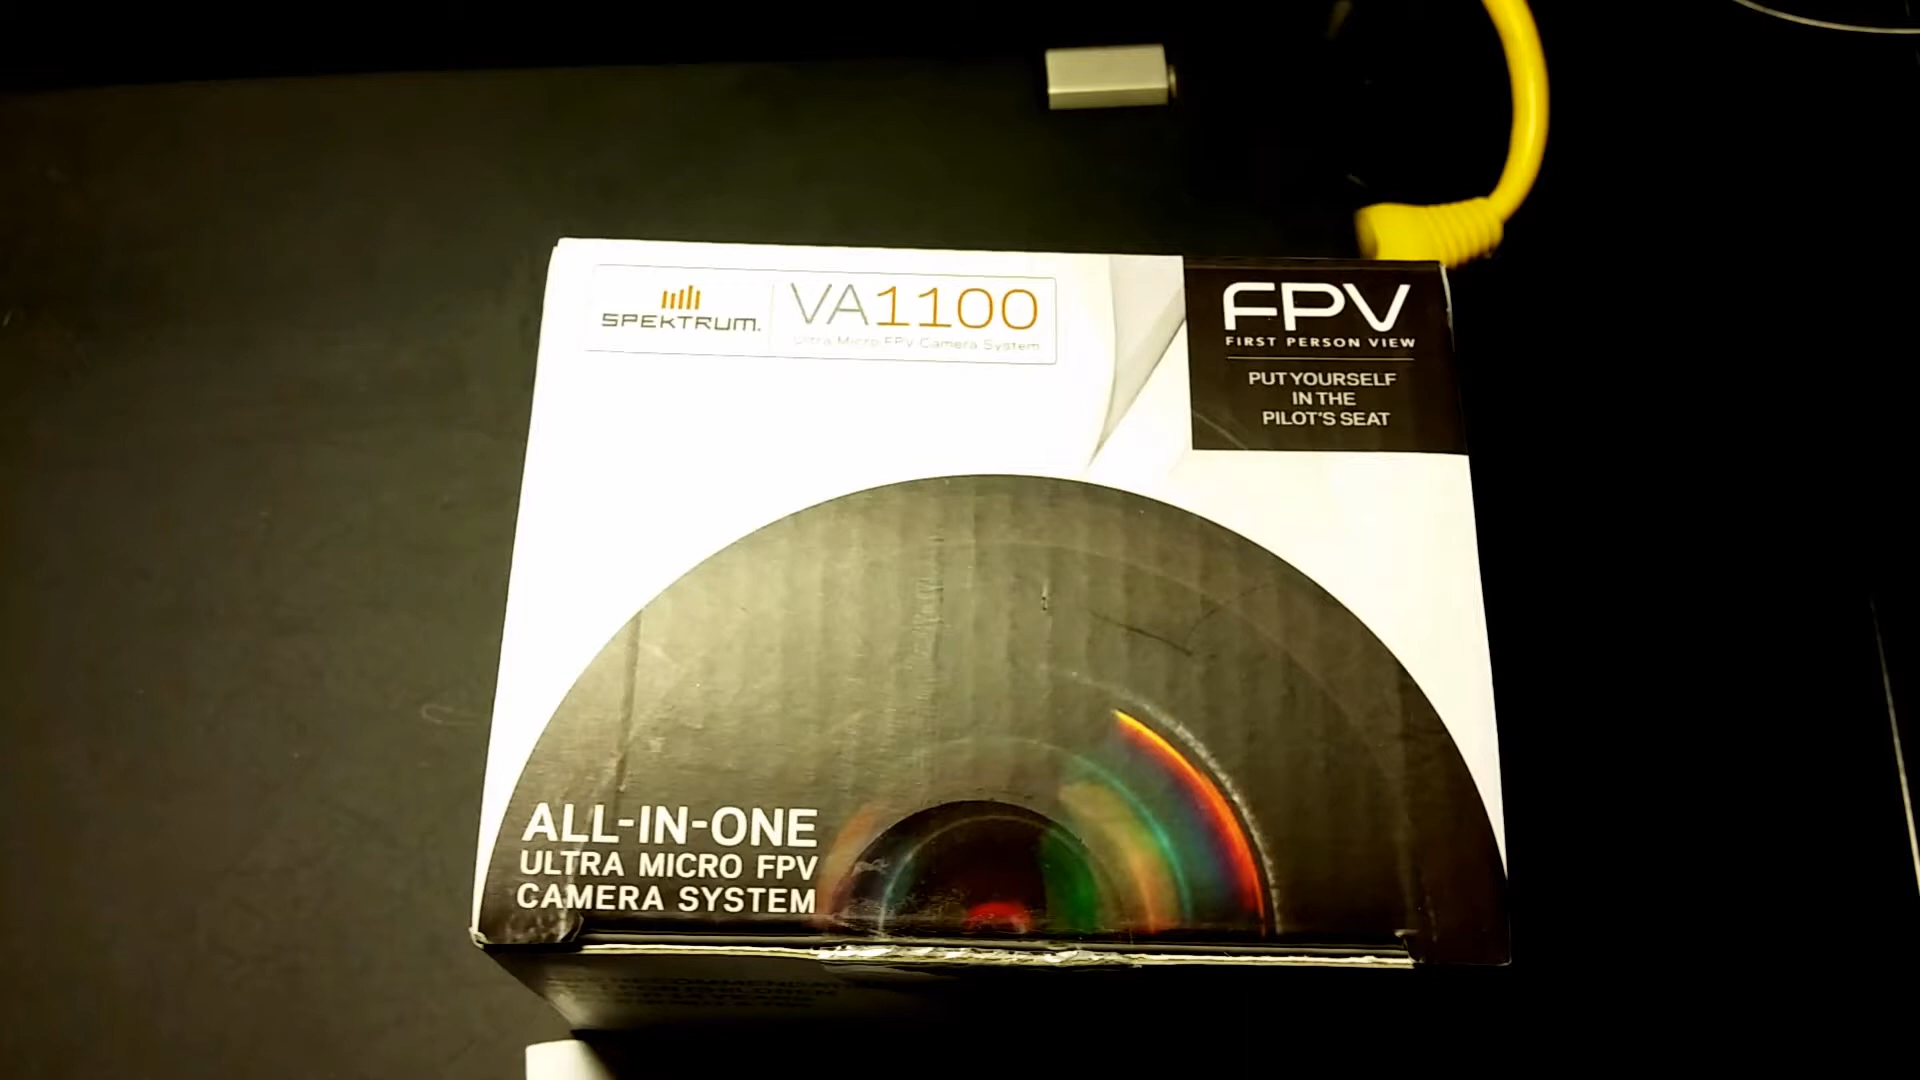 SPEKTRUM.
VA1100
Ultra Micro FPV Camera System
FPV
FIRST PERSON VIEW
PUT YOURSELF
IN THE
PILOT'S SEAT
ALL-IN-ONE
ULTRA MICRO FPV
CAMERA SYSTEM